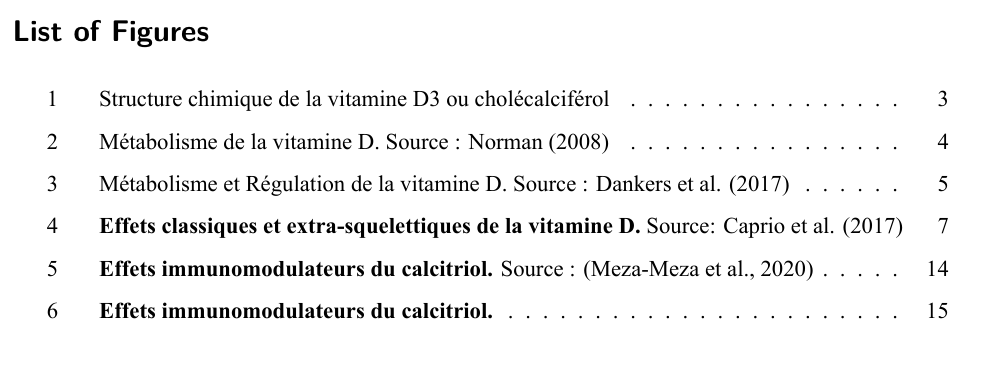 List of Figures
1 Structure chimique de la vitamine D3 ou cholécalciférol . . . . . . . . . . . . . . . . 3
2 Métabolisme de la vitamine D. Source : Norman (2008) . . . . . . . . . . . . . . . . 4
3 Métabolisme et Régulation de la vitamine D. Source : Dankers et al. (2017) . . . . . . 5
4 Effets classiques et extra-squelettiques de la vitamine D. Source: Caprio et al. (2017) 7
5 Effets immunomodulateurs du calcitriol. Source : (Meza-Meza et al., 2020) . . . . . 14
6 Effets immunomodulateurs du calcitriol. . . . . . . . . . . . . . . . . . . . . . . . 15